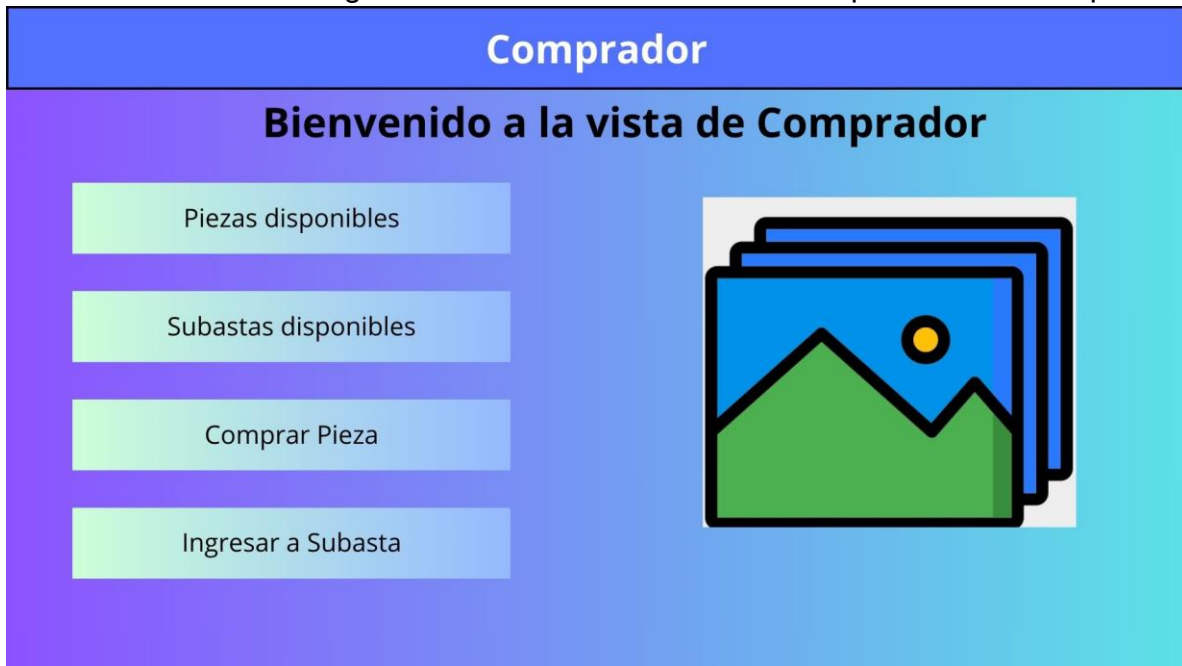 Comprador
Bienvenido a la vista de Comprador
Piezas disponibles
Subastas disponibles
Comprar Pieza
Ingresar a Subasta